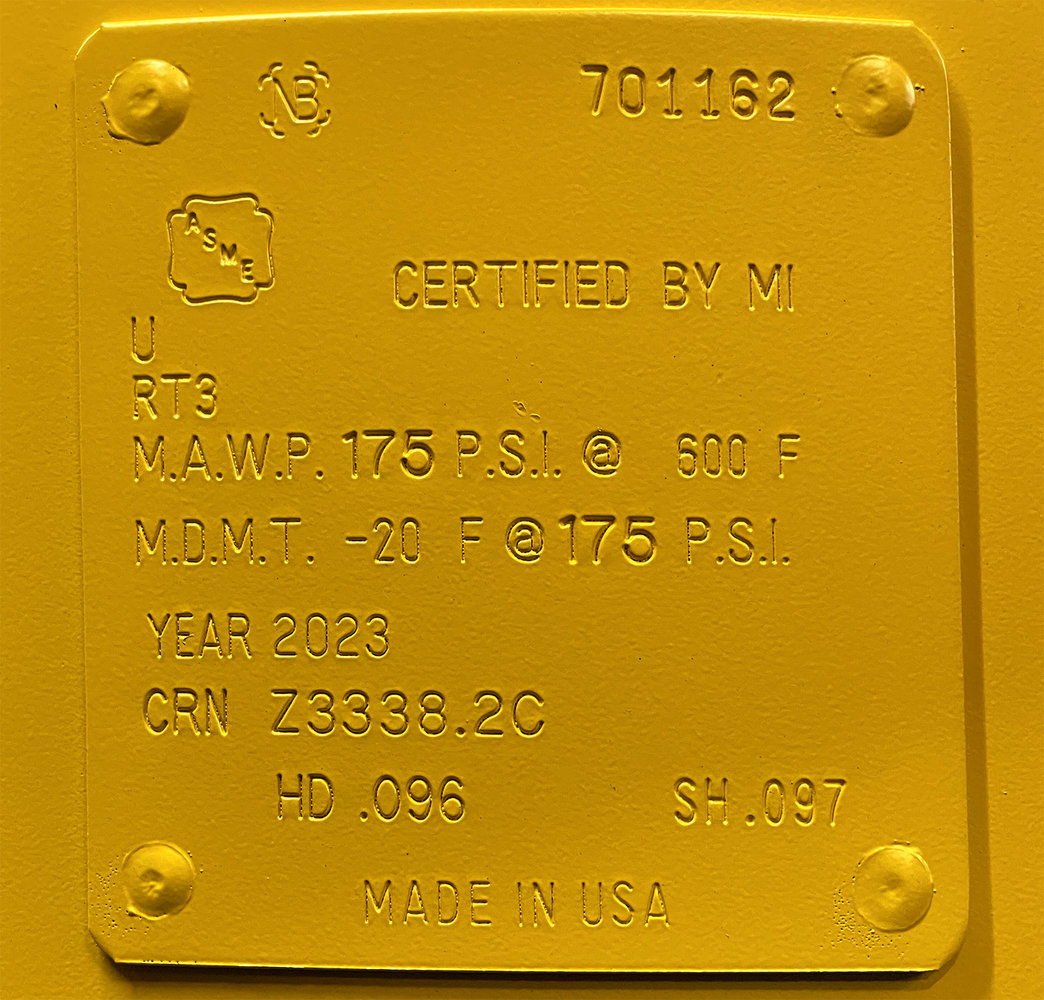 NB 701162
ASME
CERTIFIED BY MI
U
RT3
M.A.W.P. 175 P.S.I. @ 600 F
M.D.M.T. -20 F @ 175 P.S.I.
YEAR 2023
CRN Z3338.2C
HD .096 SH .097
MADE IN USA